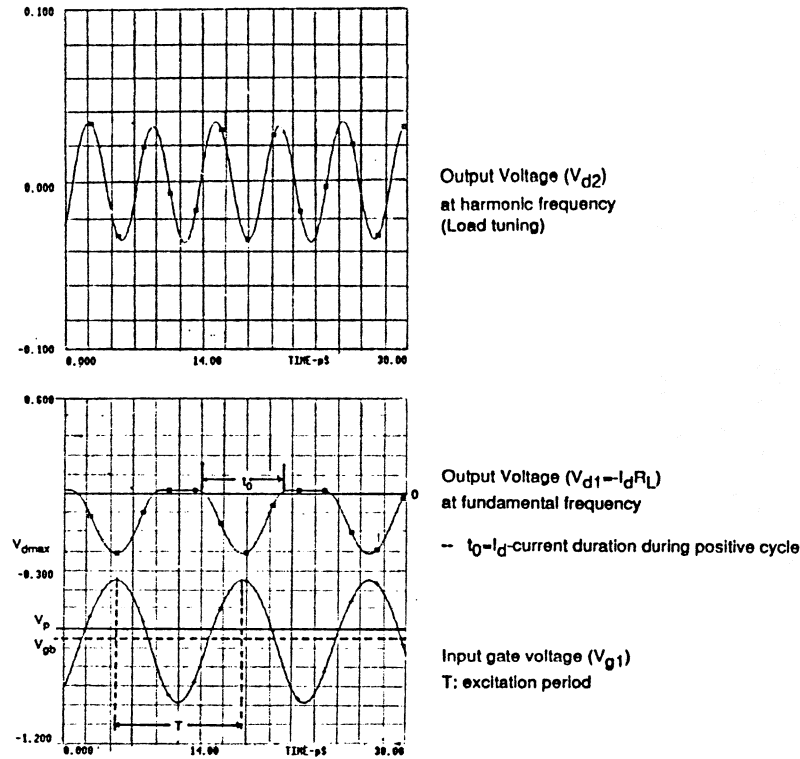 0.100
0.000
-0.100
0.900
14.00
TIME-pS
30.00
Output Voltage (Vd2)
at harmonic frequency
(Load tuning)
0.600
t0
0
Vdmax
-0.300
Vp
Vgb
-1.200
T
0.000
14.00
TIME-pS
30.00
Output Voltage (Vd1=-IdRL)
at fundamental frequency
-- t0=Id-current duration during positive cycle
Input gate voltage (Vg1)
T: excitation period